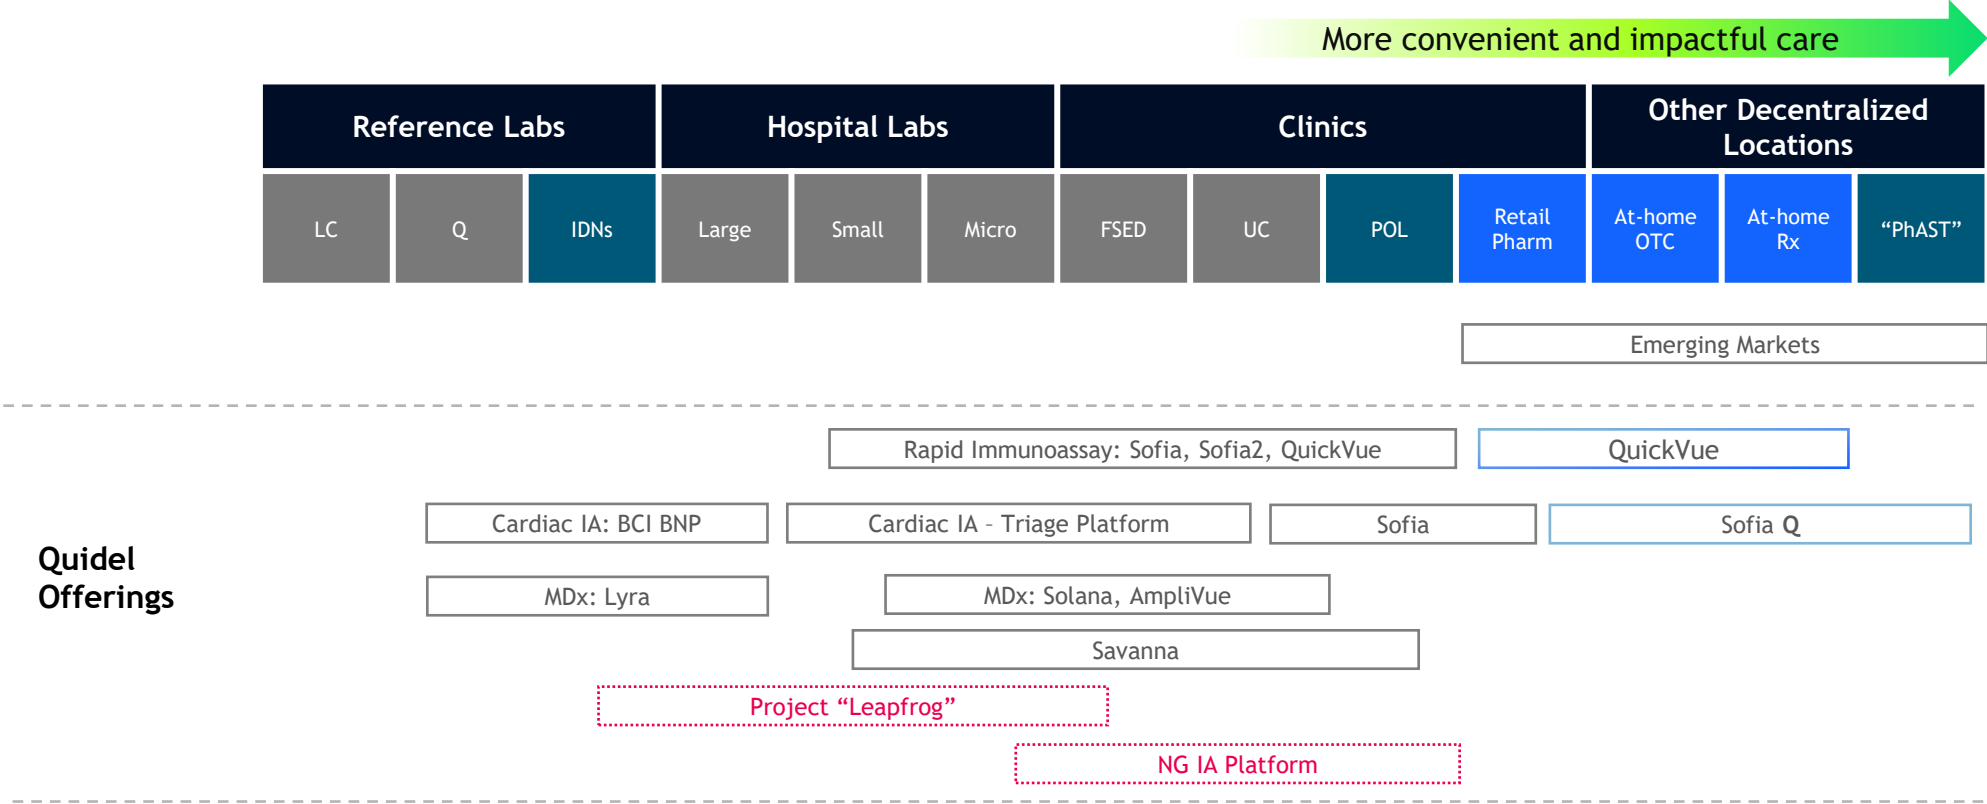 More convenient and impactful care
Reference Labs
Hospital Labs
Clinics
Other Decentralized
Locations
LC
Q
IDNs
Large
Small
Micro
FSED
UC
POL
Retail
Pharm
At-home
OTC
At-home
Rx
“PhAST”
Emerging Markets
Quidel
Offerings
Rapid Immunoassay: Sofia, Sofia2, QuickVue
QuickVue
Cardiac IA: BCI BNP
Cardiac IA – Triage Platform
Sofia
Sofia Q
MDx: Lyra
MDx: Solana, AmpliVue
Savanna
Project “Leapfrog”
NG IA Platform